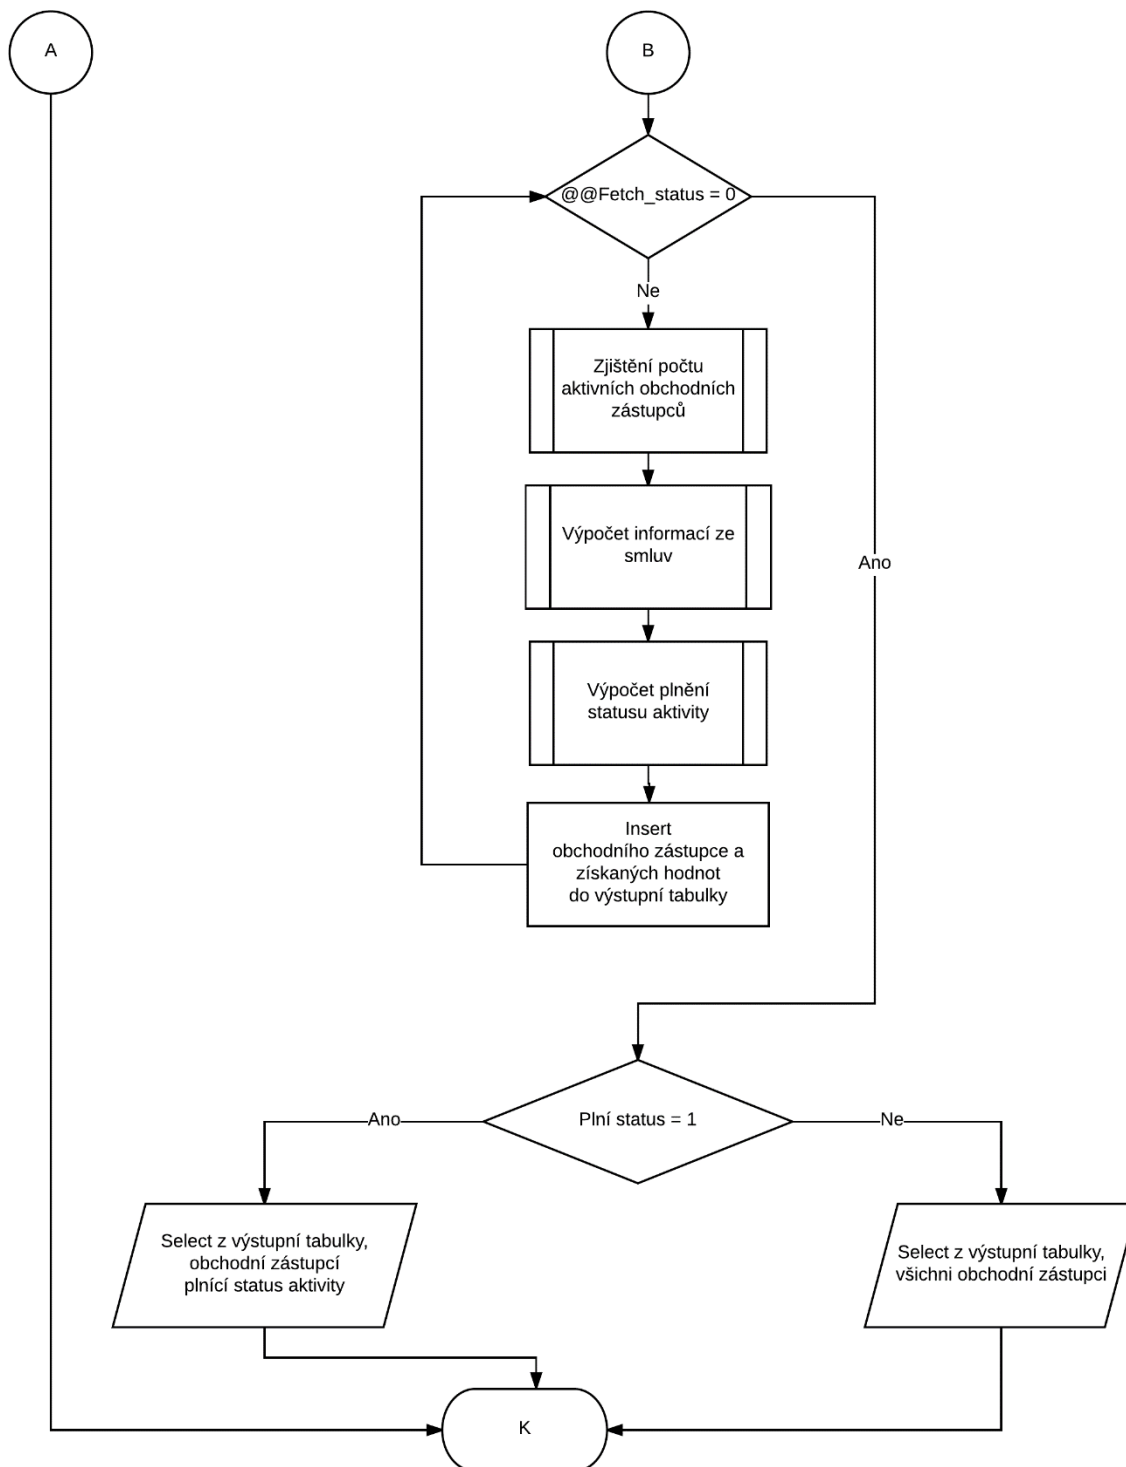 A
B
@@Fetch_status = 0
Ne
Zjištění počtu
aktivních obchodních
zástupců
Výpočet informací ze
smluv
Ano
Výpočet plnění
statusu aktivity
Insert
obchodního zástupce a
získaných hodnot
do výstupní tabulky
Ano
Plní status = 1
Ne
Select z výstupní tabulky,
obchodní zástupcí
plnící status aktivity
Select z výstupní tabulky,
všichni obchodní zástupci
K